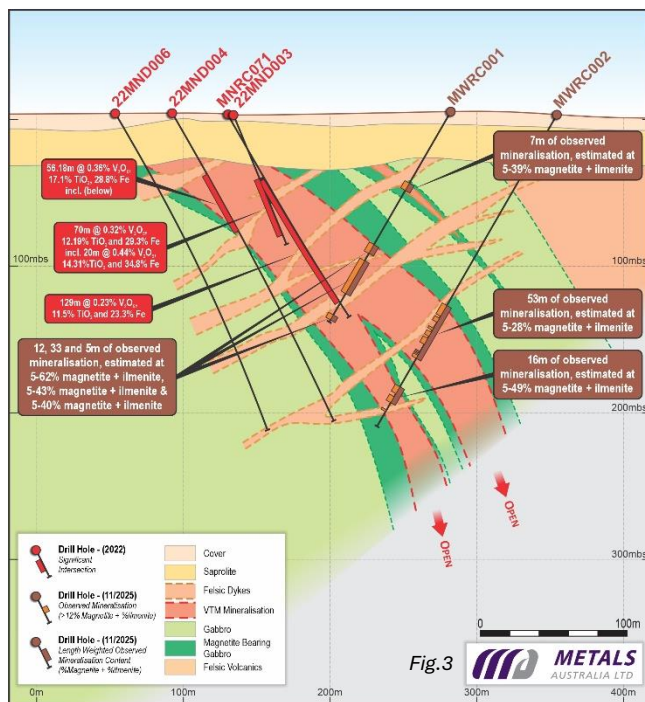 22MND006
22MND004
MNRC071
22MND003
MWRC001
MWRC002
56.18m @ 0.36% V₂O₅,
17.1% TiO₂, 28.8% Fe
incl. (below)
70m @ 0.32% V₂O₅,
12.19% TiO₂ and 29.3% Fe
incl. 20m @ 0.44% V₂O₅,
14.31%TiO₂ and 34.8% Fe
129m @ 0.23% V₂O₅,
11.5% TiO₂ and 23.3% Fe
12, 33 and 5m of observed
mineralisation, estimated at
5-62% magnetite + ilmenite,
5-43% magnetite + ilmenite &
5-40% magnetite + ilmenite
7m of observed
mineralisation, estimated at
5-39% magnetite + ilmenite
53m of observed
mineralisation, estimated at
5-28% magnetite + ilmenite
16m of observed
mineralisation, estimated at
5-49% magnetite + ilmenite
100mbs
100mbs
200mbs
200mbs
300mbs
OPEN
OPEN
Drill Hole - (2022)
Significant
Intersection
Drill Hole - (11/2025)
Observed Mineralisation
(>12% Magnetite + %ilmonite)
Drill Hole - (11/2025)
Length Weighted Observed
Mineralisation Content
(%Magnetite + %ilmenite)
Cover
Saprolite
Felsic Dykes
VTM Mineralisation
Gabbro
Magnetite Bearing
Gabbro
Felsic Volcanics
0
100m
Fig.3
METALS
AUSTRALIA LTD
0m
100m
200m
300m
400m